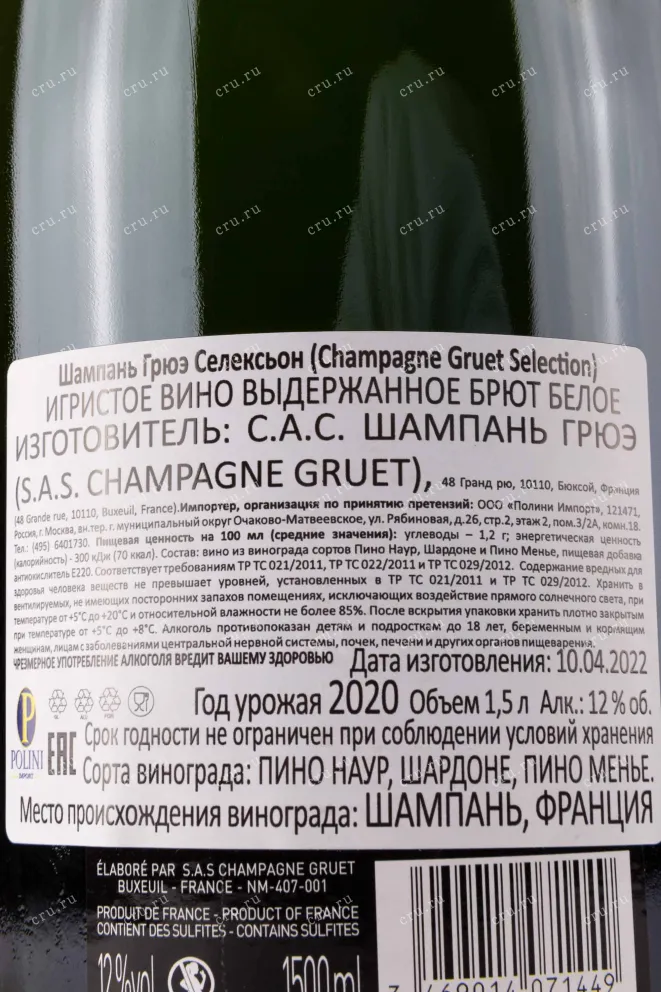 Шампань Грюэ Селексьон (Champagne Gruet Selection)
ИГРИСТОЕ ВИНО ВЫДЕРЖАННОЕ БРЮТ БЕЛОЕ
ИЗГОТОВИТЕЛЬ: С.А.С. ШАМПАНЬ ГРЮЭ
(S.A.S. CHAMPAGNE GRUET), 48 Гранд рю, 10110, Бюксой, Франция
(48 Grande rue, 10110, Buxeuil, France).Импортер, организация по принятию претензий: ООО «Полини Импорт», 121471,
Россия, г. Москва, вн.тер. г. муниципальный округ Очаково-Матвеевское, ул. Рябиновая, д.26, стр.2, этаж 2, пом.3/2А, комн.18.
Тел.: (495) 6401730. Пищевая ценность на 100 мл (средние значения): углеводы – 1,2 г; энергетическая ценность
(калорийность) - 300 кДж (70 ккал). Состав: вино из винограда сортов Пино Наур, Шардоне и Пино Менье, пищевая добавка
антиокислитель Е220. Соответствует требованиям ТР ТС 021/2011, ТР ТС 022/2011 и ТР ТС 029/2012. Содержание вредных для
здоровья человека веществ не превышает уровней, установленных в ТР ТС 021/2011 и ТР ТС 029/2012. Хранить в
вентилируемых, не имеющих посторонних запахов помещениях, исключающих воздействие прямого солнечного света, при
температуре от +5°С до +20°С и относительной влажности не более 85%. После вскрытия упаковки хранить плотно закрытым
при температуре от +5°С до +8°С. Алкоголь противопоказан детям и подросткам до 18 лет, беременным и кормящим
женщинам, лицам с заболеваниями центральной нервной системы, почек, печени и других органов пищеварения.
ЧРЕЗМЕРНОЕ УПОТРЕБЛЕНИЕ АЛКОГОЛЯ ВРЕДИТ ВАШЕМУ ЗДОРОВЬЮ
Дата изготовления: 10.04.2022
Год урожая 2020 Объем 1,5 л Алк.: 12 % об.
P
POLINI
IMPORT
EAC
Срок годности не ограничен при соблюдении условий хранения
Сорта винограда: ПИНО НАУР, ШАРДОНЕ, ПИНО МЕНЬЕ.
Место происхождения винограда: ШАМПАНЬ, ФРАНЦИЯ
ÉLABORÉ PAR S.A.S CHAMPAGNE GRUET
BUXEUIL - FRANCE - NM-407-001
PRODUIT DE FRANCE - PRODUCT OF FRANCE
CONTIENT DES SULFITES - CONTAINS SULFITES
12%vol 1500ml
3 469914 071449
cru.ru